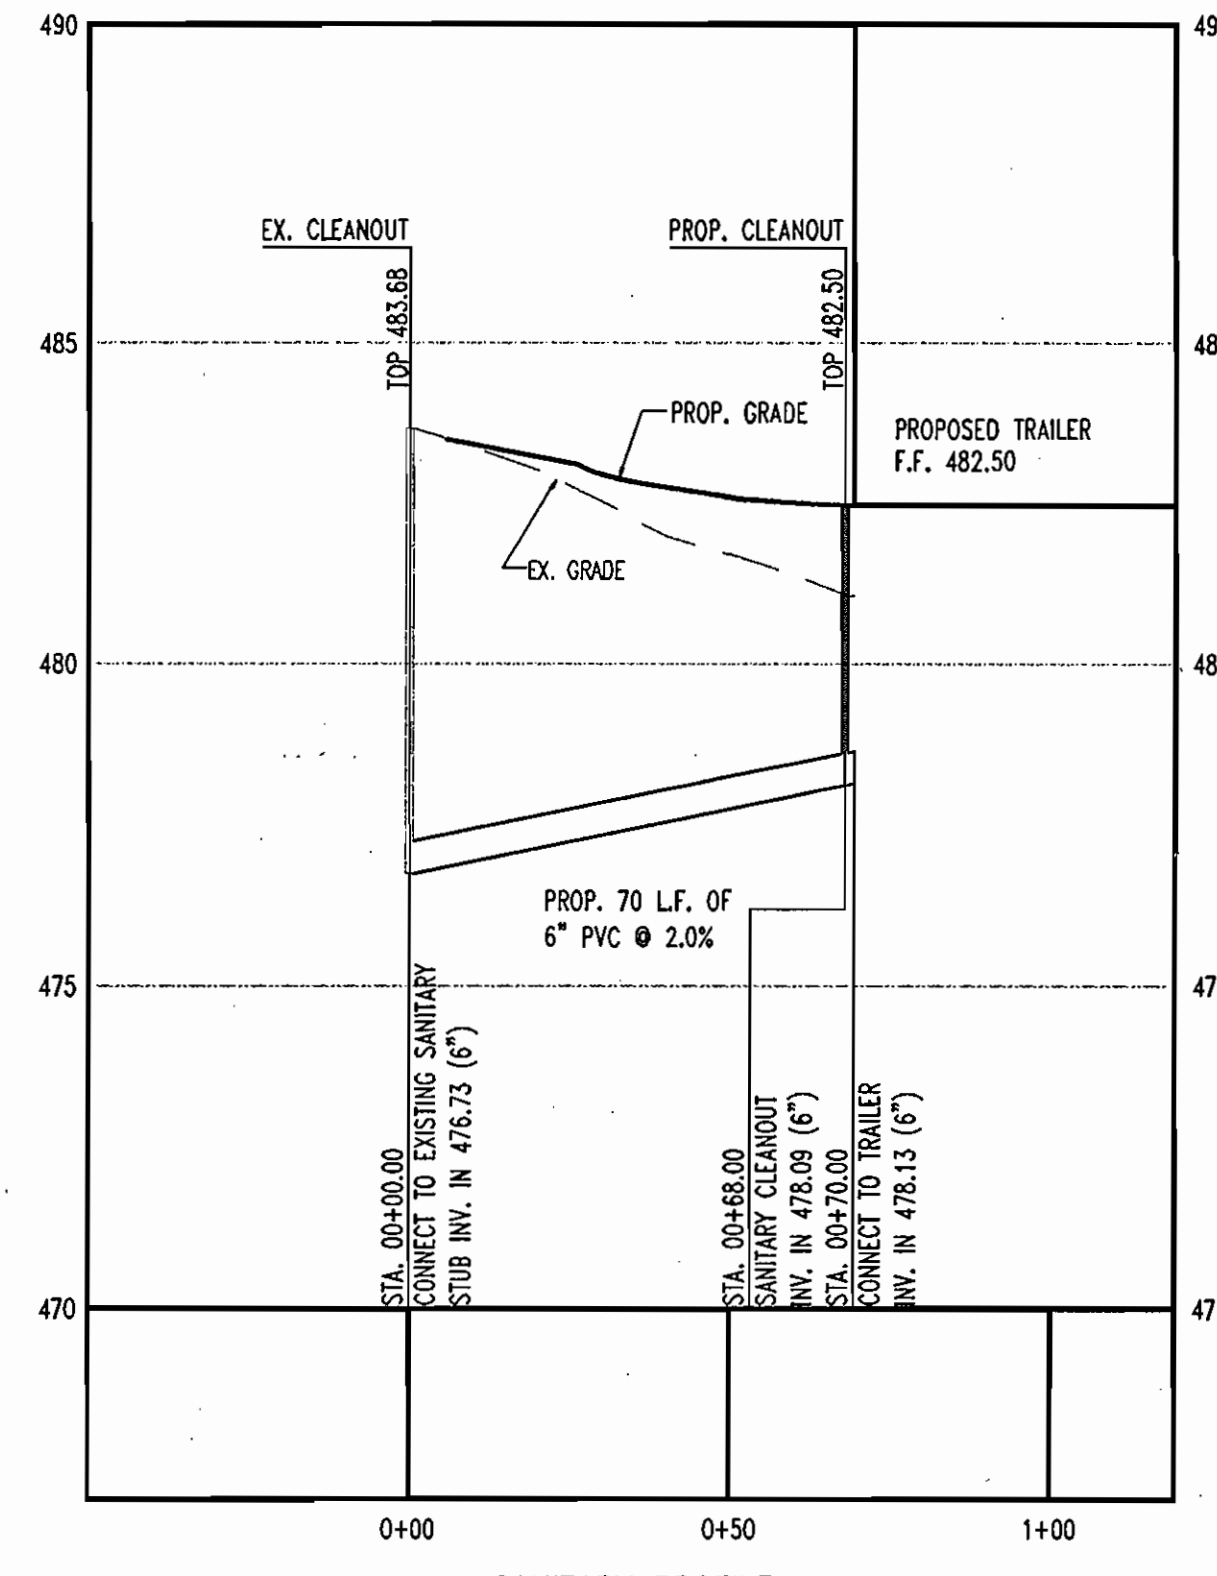 490
49
EX. CLEANOUT
PROP. CLEANOUT
TOP 483.68
TOP 482.50
485
48
PROP. GRADE
PROPOSED TRAILER
F.F. 482.50
EX. GRADE
480
48
PROP. 70 L.F. OF
6" PVC @ 2.0%
475
47
STA. 00+00.00
CONNECT TO EXISTING SANITARY
STUB INV. IN 476.73 (6")
STA. 00+68.00
SANITARY CLEANOUT
INV. IN 478.09 (6")
STA. 00+70.00
CONNECT TO TRAILER
INV. IN 478.13 (6")
470
47
0+00
0+50
1+00